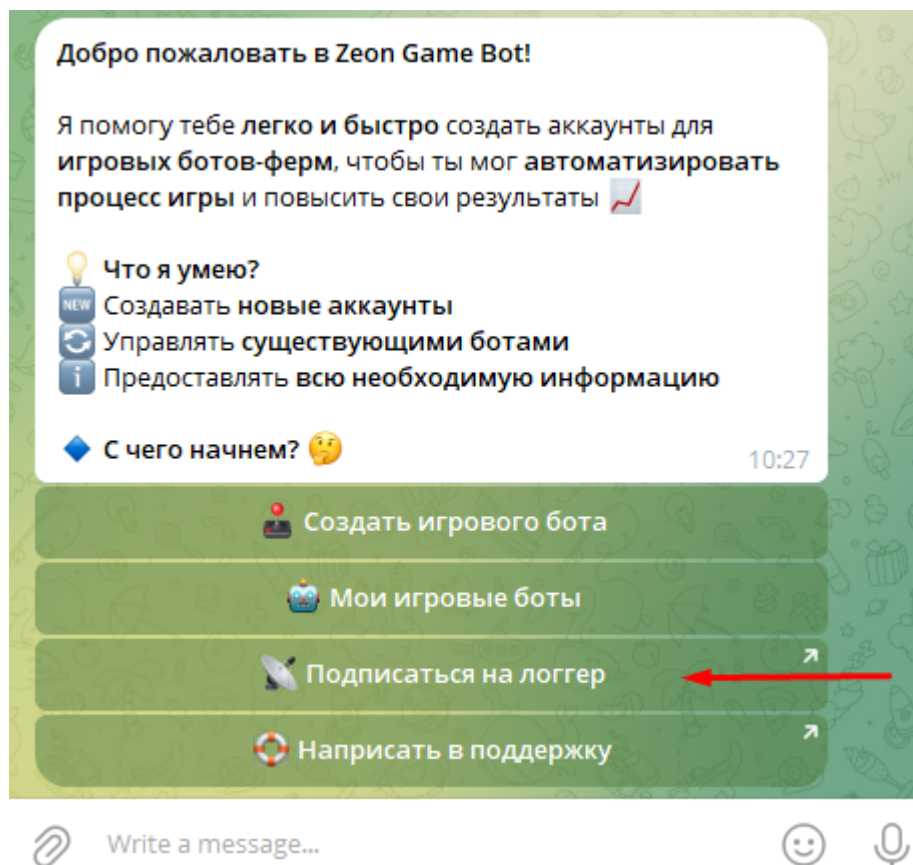 Добро пожаловать в Zeon Game Bot!
Я помогу тебе легко и быстро создать аккаунты для
игровых ботов-ферм, чтобы ты мог автоматизировать
процесс игры и повысить свои результаты 📈
💡 Что я умею?
🆕 Создавать новые аккаунты
🔄 Управлять существующими ботами
ℹ️ Предоставлять всю необходимую информацию
🔹 С чего начнем? 🤔
10:27
🕹️ Создать игрового бота
🤖 Мои игровые боты
📡 Подписаться на логгер
🛟 Наприсать в поддержку
Write a message...